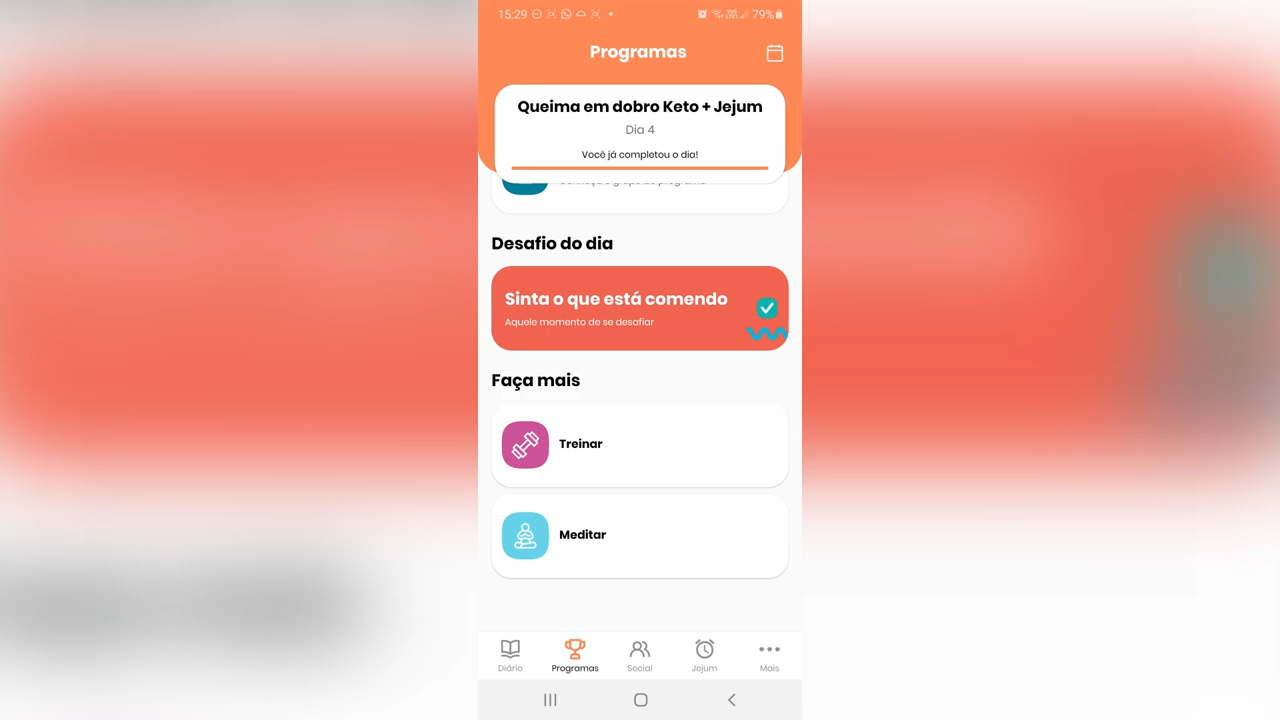 15:29
79%
Programas
Queima em dobro Keto + Jejum
Dia 4
Você já completou o dia!
Desafio do dia
Sinta o que está comendo
Aquele momento de se desafiar
Faça mais
Treinar
Meditar
Diário
Programas
Social
Jejum
Mais